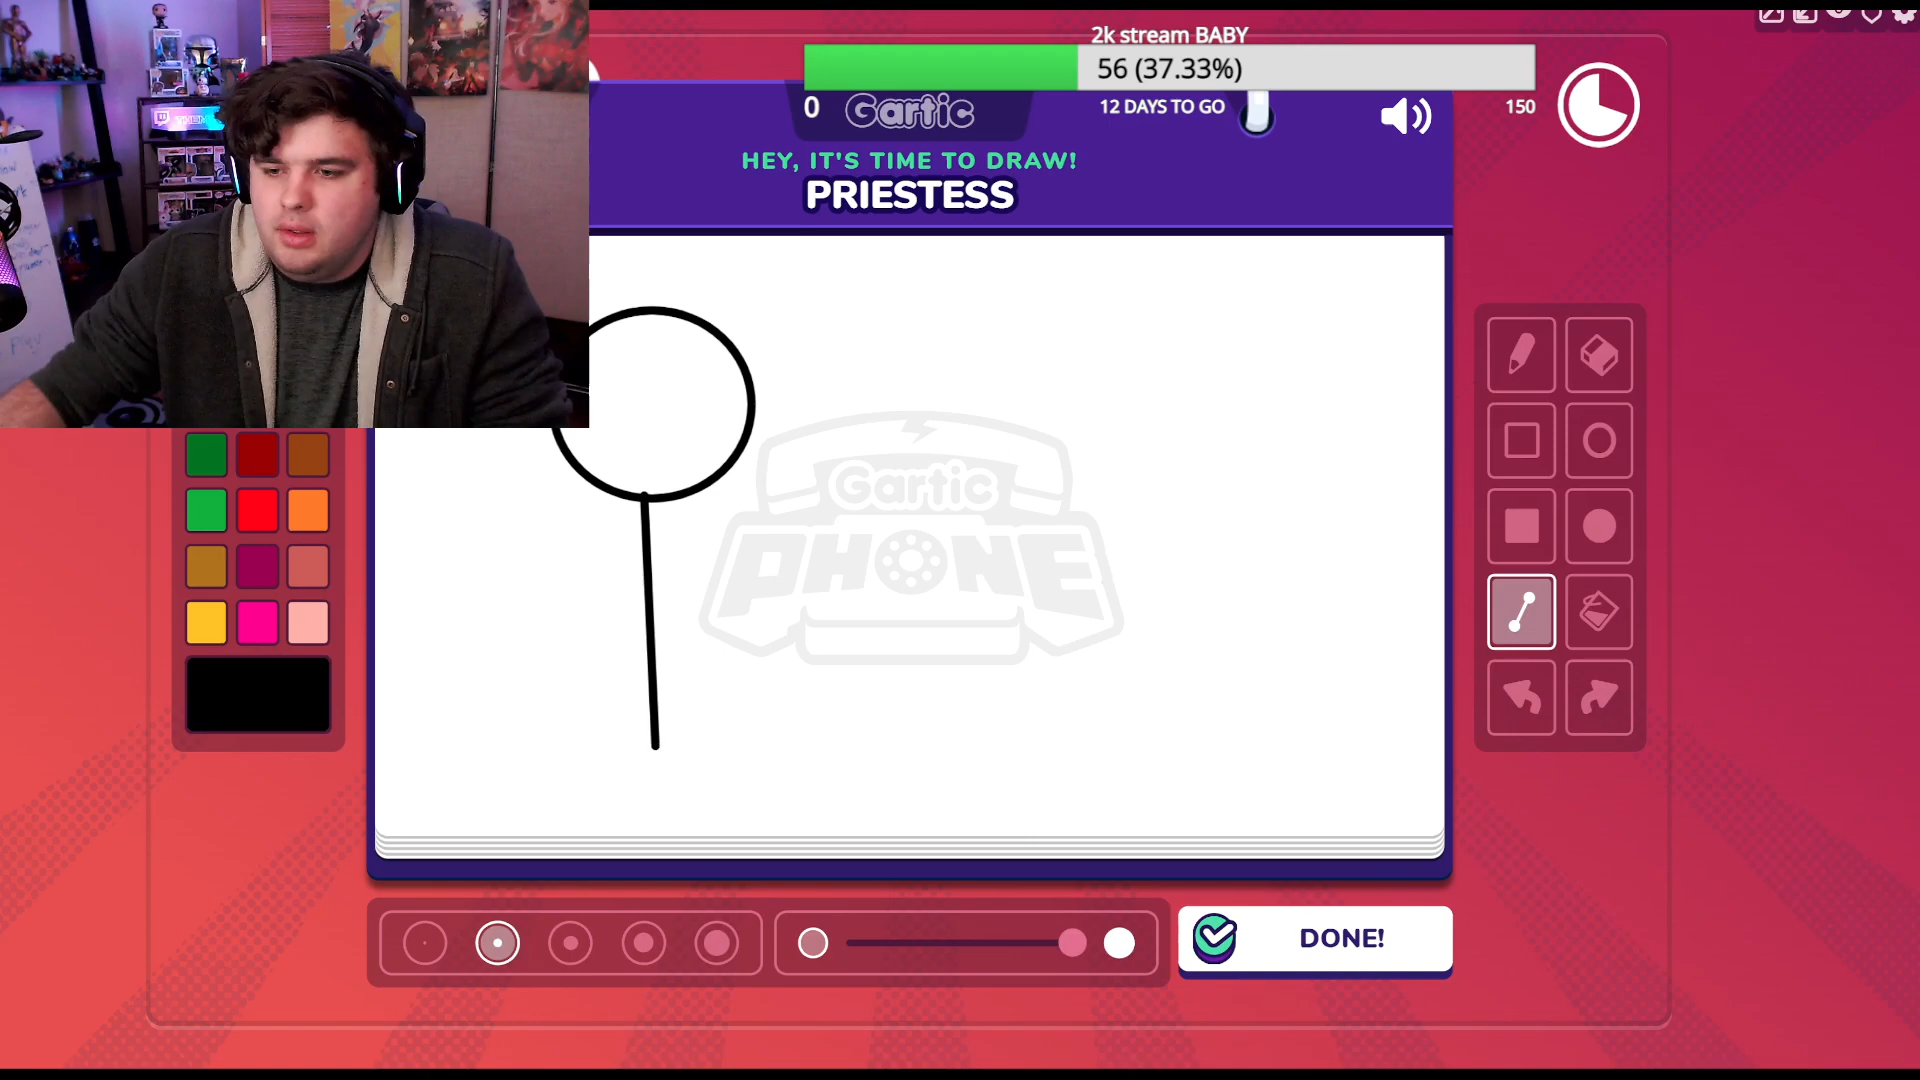 2k stream BABY
56 (37.33%)
0
Gartic
12 DAYS TO GO
150
HEY, IT'S TIME TO DRAW!
PRIESTESS
Gartic
PHONE
DONE!